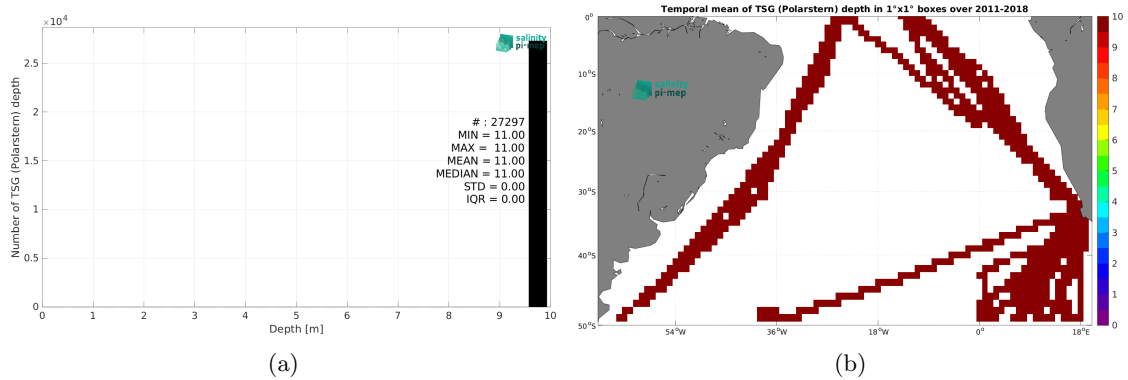 ×10⁴
2.5
2
1.5
1
0.5
0
Number of TSG (Polarstern) depth
salinity
pi-mep
# : 27297
MIN = 11.00
MAX = 11.00
MEAN = 11.00
MEDIAN = 11.00
STD = 0.00
IQR = 0.00
0 1 2 3 4 5 6 7 8 9 10
Depth [m]
(a)
Temporal mean of TSG (Polarstern) depth in 1°x1° boxes over 2011-2018
0°
10°S
20°S
30°S
40°S
50°S
salinity
pi-mep
54°W 36°W 18°W 0° 18°E
10
9
8
7
6
5
4
3
2
1
0
(b)